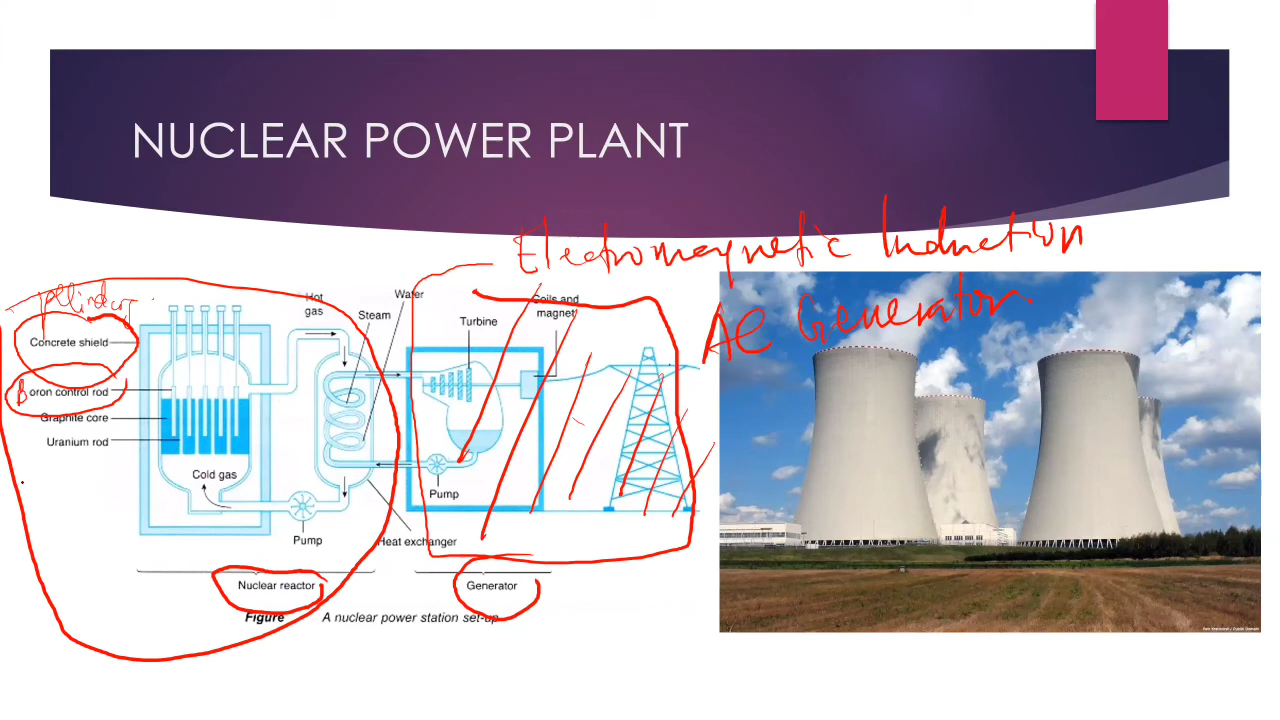 NUCLEAR POWER PLANT
Electromagnetic Induction
AC Generator
Hot
gas
Water
Steam
Turbine
Coils and
magnet
Concrete shield
Boron control rod
Graphite core
Uranium rod
Cold gas
Pump
Pump
Heat exchanger
Nuclear reactor
Generator
Figure A nuclear power station set-up